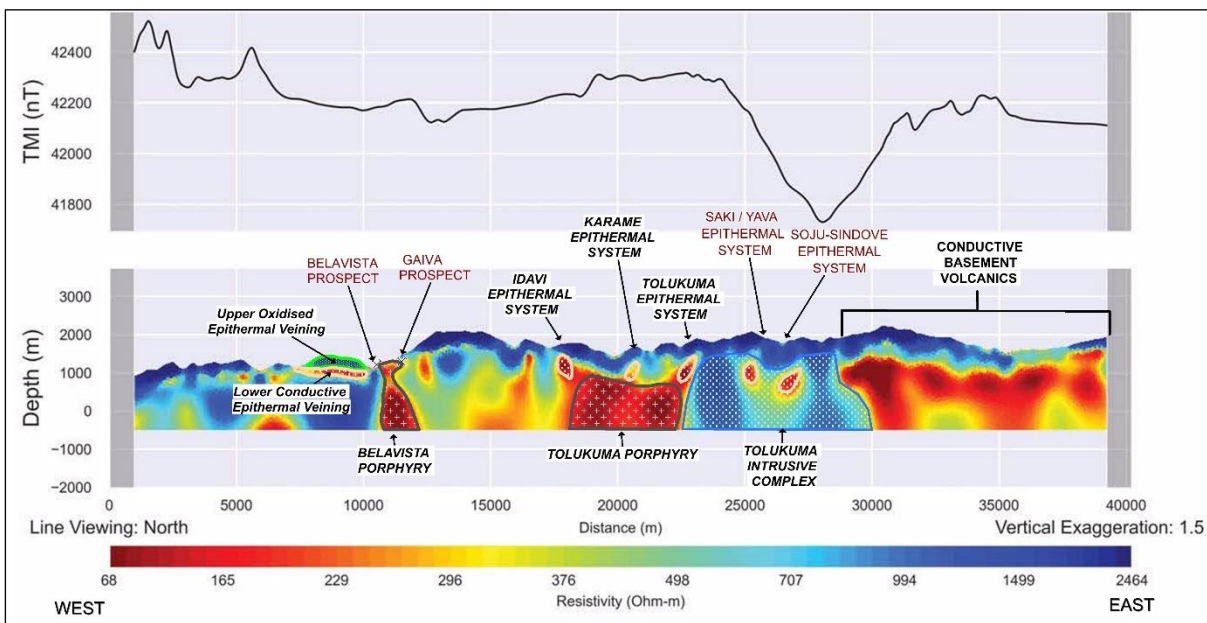 42400
42200
42000
41800
TMI (nT)
BELAVISTA
PROSPECT
GAIVA
PROSPECT
IDAVI
EPITHERMAL
SYSTEM
KARAME
EPITHERMAL
SYSTEM
TOLUKUMA
EPITHERMAL
SYSTEM
SAKI / YAVA
EPITHERMAL
SYSTEM
SOJU-SINDOVE
EPITHERMAL
SYSTEM
CONDUCTIVE
BASEMENT
VOLCANICS
Upper Oxidised
Epithermal Veining
Lower Conductive
Epithermal Veining
3000
2000
1000
0
-1000
-2000
Depth (m)
BELAVISTA
PORPHYRY
TOLUKUMA PORPHYRY
TOLUKUMA
INTRUSIVE
COMPLEX
0 5000 10000 15000 20000 25000 30000 35000 40000
Line Viewing: North Distance (m) Vertical Exaggeration: 1.5
68 165 229 296 376 498 707 994 1499 2464
WEST Resistivity (Ohm-m) EAST